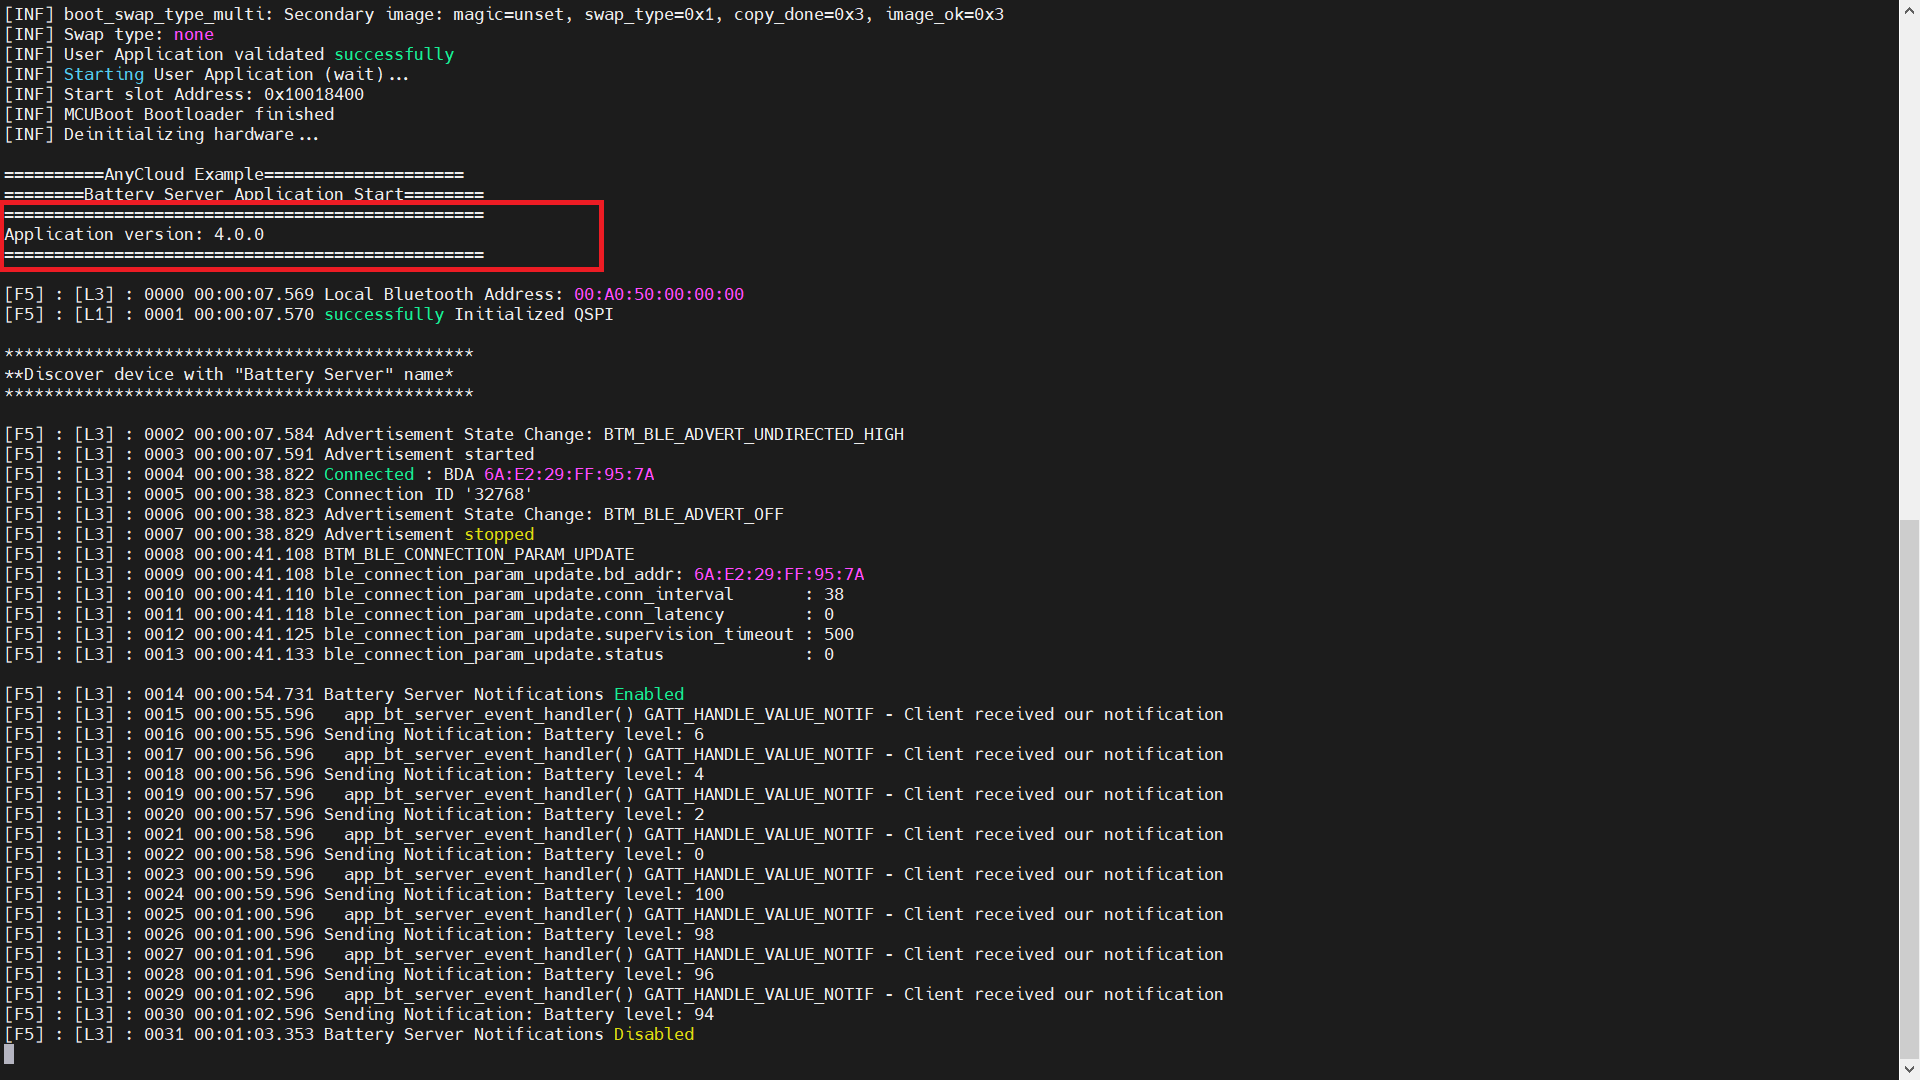 [INF] boot_swap_type_multi: Secondary image: magic=unset, swap_type=0x1, copy_done=0x3, image_ok=0x3
[INF] Swap type: none
[INF] User Application validated successfully
[INF] Starting User Application (wait)...
[INF] Start slot Address: 0x10018400
[INF] MCUBoot Bootloader finished
[INF] Deinitializing hardware...
==========AnyCloud Example====================
========Battery Server Application Start========
================================================
Application version: 4.0.0
================================================
[F5] : [L3] : 0000 00:00:07.569 Local Bluetooth Address: 00:A0:50:00:00:00
[F5] : [L1] : 0001 00:00:07.570 successfully Initialized QSPI
***********************************************
**Discover device with "Battery Server" name*
***********************************************
[F5] : [L3] : 0002 00:00:07.584 Advertisement State Change: BTM_BLE_ADVERT_UNDIRECTED_HIGH
[F5] : [L3] : 0003 00:00:07.591 Advertisement started
[F5] : [L3] : 0004 00:00:38.822 Connected : BDA 6A:E2:29:FF:95:7A
[F5] : [L3] : 0005 00:00:38.823 Connection ID '32768'
[F5] : [L3] : 0006 00:00:38.823 Advertisement State Change: BTM_BLE_ADVERT_OFF
[F5] : [L3] : 0007 00:00:38.829 Advertisement stopped
[F5] : [L3] : 0008 00:00:41.108 BTM_BLE_CONNECTION_PARAM_UPDATE
[F5] : [L3] : 0009 00:00:41.108 ble_connection_param_update.bd_addr: 6A:E2:29:FF:95:7A
[F5] : [L3] : 0010 00:00:41.110 ble_connection_param_update.conn_interval       : 38
[F5] : [L3] : 0011 00:00:41.118 ble_connection_param_update.conn_latency        : 0
[F5] : [L3] : 0012 00:00:41.125 ble_connection_param_update.supervision_timeout : 500
[F5] : [L3] : 0013 00:00:41.133 ble_connection_param_update.status              : 0
[F5] : [L3] : 0014 00:00:54.731 Battery Server Notifications Enabled
[F5] : [L3] : 0015 00:00:55.596   app_bt_server_event_handler() GATT_HANDLE_VALUE_NOTIF - Client received our notification
[F5] : [L3] : 0016 00:00:55.596 Sending Notification: Battery level: 6
[F5] : [L3] : 0017 00:00:56.596   app_bt_server_event_handler() GATT_HANDLE_VALUE_NOTIF - Client received our notification
[F5] : [L3] : 0018 00:00:56.596 Sending Notification: Battery level: 4
[F5] : [L3] : 0019 00:00:57.596   app_bt_server_event_handler() GATT_HANDLE_VALUE_NOTIF - Client received our notification
[F5] : [L3] : 0020 00:00:57.596 Sending Notification: Battery level: 2
[F5] : [L3] : 0021 00:00:58.596   app_bt_server_event_handler() GATT_HANDLE_VALUE_NOTIF - Client received our notification
[F5] : [L3] : 0022 00:00:58.596 Sending Notification: Battery level: 0
[F5] : [L3] : 0023 00:00:59.596   app_bt_server_event_handler() GATT_HANDLE_VALUE_NOTIF - Client received our notification
[F5] : [L3] : 0024 00:00:59.596 Sending Notification: Battery level: 100
[F5] : [L3] : 0025 00:01:00.596   app_bt_server_event_handler() GATT_HANDLE_VALUE_NOTIF - Client received our notification
[F5] : [L3] : 0026 00:01:00.596 Sending Notification: Battery level: 98
[F5] : [L3] : 0027 00:01:01.596   app_bt_server_event_handler() GATT_HANDLE_VALUE_NOTIF - Client received our notification
[F5] : [L3] : 0028 00:01:01.596 Sending Notification: Battery level: 96
[F5] : [L3] : 0029 00:01:02.596   app_bt_server_event_handler() GATT_HANDLE_VALUE_NOTIF - Client received our notification
[F5] : [L3] : 0030 00:01:02.596 Sending Notification: Battery level: 94
[F5] : [L3] : 0031 00:01:03.353 Battery Server Notifications Disabled